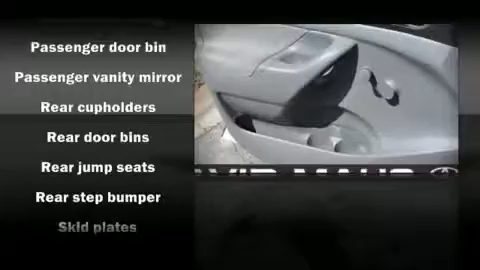 Passenger door bin
Passenger vanity mirror
Rear cupholders
Rear door bins
Rear jump seats
Rear step bumper
Skid plates